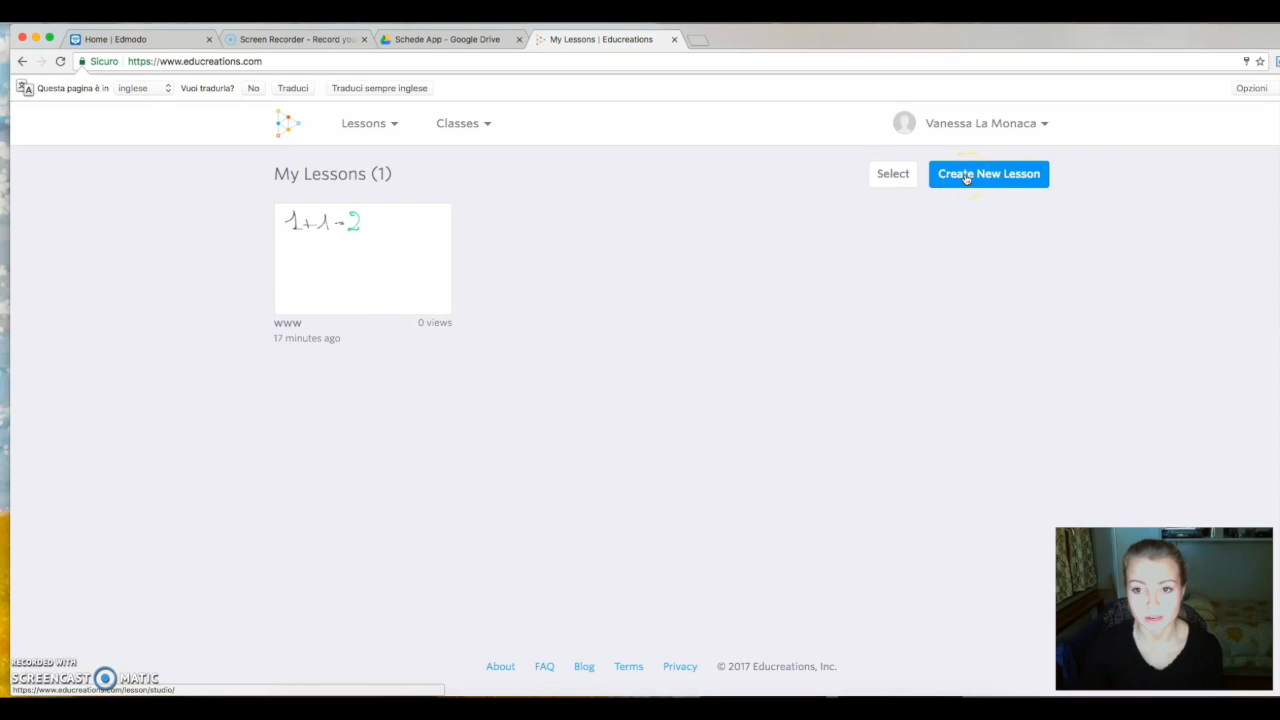 Home | Edmodo
Screen Recorder - Record you
Schede App - Google Drive
My Lessons | Educreations
Sicuro
https://www.educreations.com
Questa pagina è in
inglese
Vuoi tradurla?
No
Traduci
Traduci sempre inglese
Opzioni
Lessons
Classes
Vanessa La Monaca
My Lessons (1)
Select
Create New Lesson
1+1=2
www
0 views
17 minutes ago
About
FAQ
Blog
Terms
Privacy
© 2017 Educreations, Inc.
RECORDED WITH
SCREENCAST MATIC
https://www.educreations.com/lesson/studio/